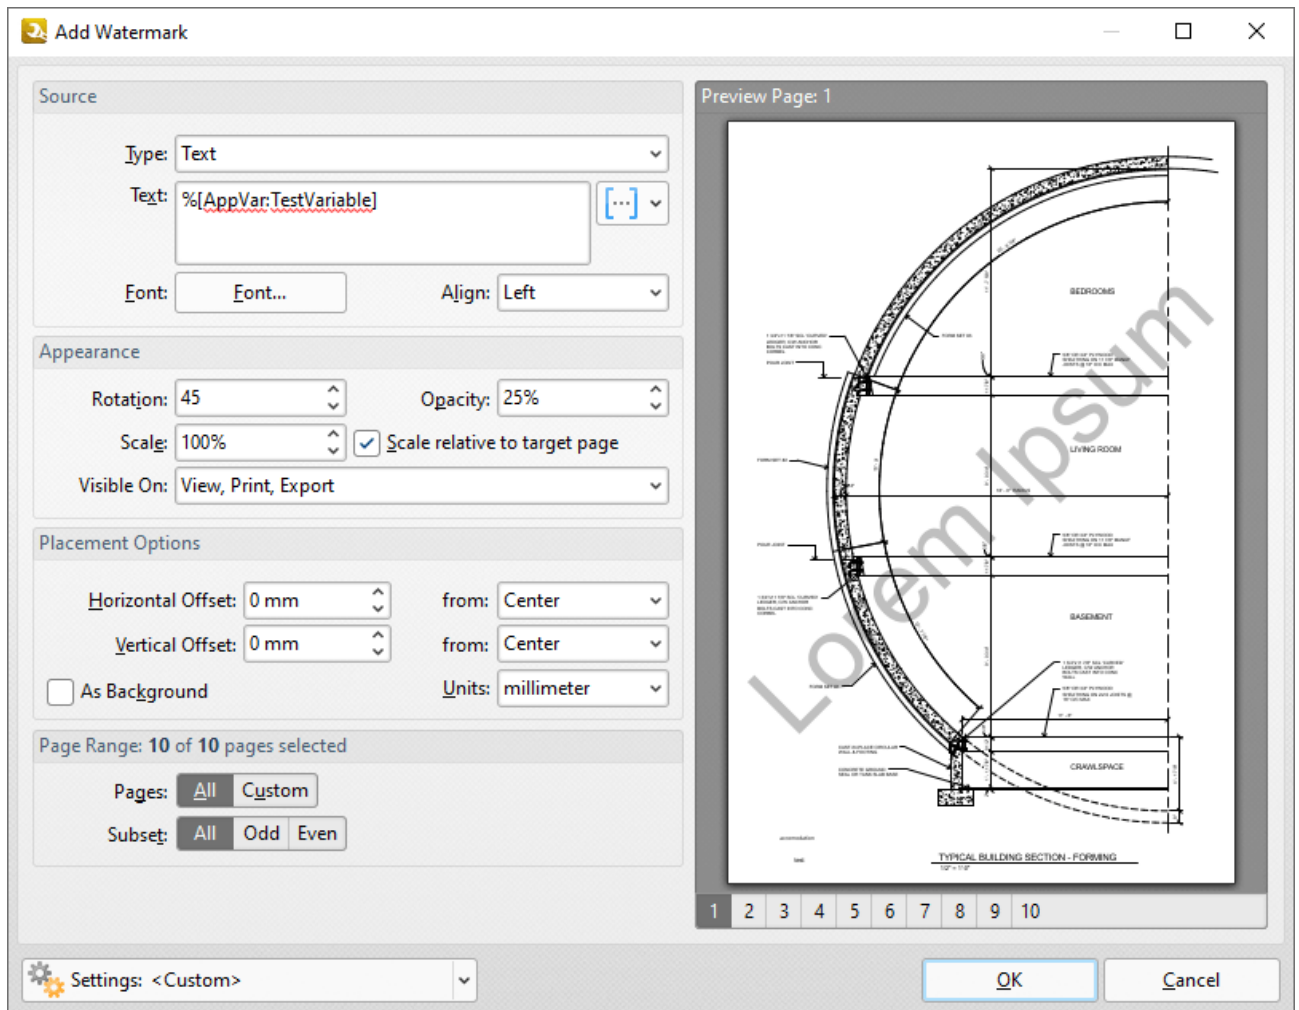 Add Watermark
Source
Type: Text
Text: %[AppVar:TestVariable]
Font: Font... Align: Left
Appearance
Rotation: 45 Opacity: 25%
Scale: 100% Scale relative to target page
Visible On: View, Print, Export
Placement Options
Horizontal Offset: 0 mm from: Center
Vertical Offset: 0 mm from: Center
As Background Units: millimeter
Page Range: 10 of 10 pages selected
Pages: All Custom
Subset: All Odd Even
Preview Page: 1
BEDROOMS
LIVING ROOM
BASEMENT
CRAWLSPACE
Lorem Ipsum
TYPICAL BUILDING SECTION - FORMING
1 2 3 4 5 6 7 8 9 10
Settings: <Custom>
OK Cancel